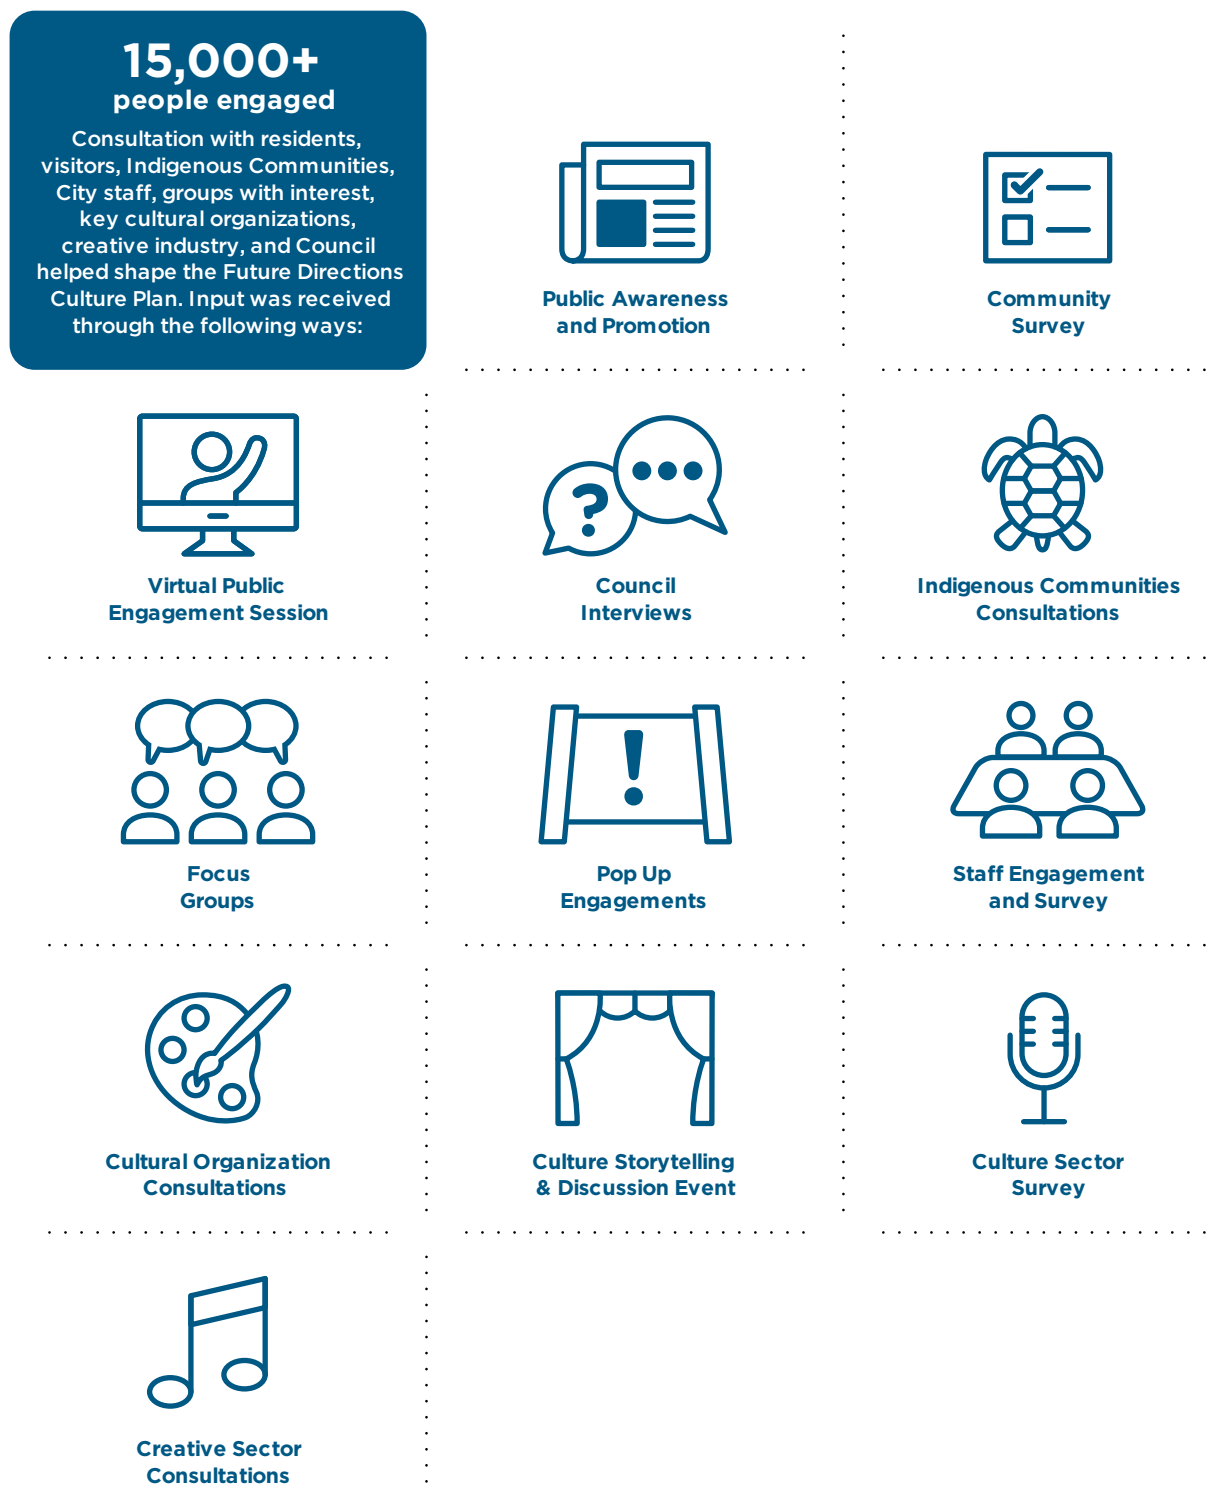 15,000+
people engaged
Consultation with residents,
visitors, Indigenous Communities,
City staff, groups with interest,
key cultural organizations,
creative industry, and Council
helped shape the Future Directions
Culture Plan. Input was received
through the following ways:
Public Awareness
and Promotion
Community
Survey
Virtual Public
Engagement Session
?
Council
Interviews
Indigenous Communities
Consultations
Focus
Groups
!
Pop Up
Engagements
Staff Engagement
and Survey
Cultural Organization
Consultations
Culture Storytelling
& Discussion Event
Culture Sector
Survey
Creative Sector
Consultations